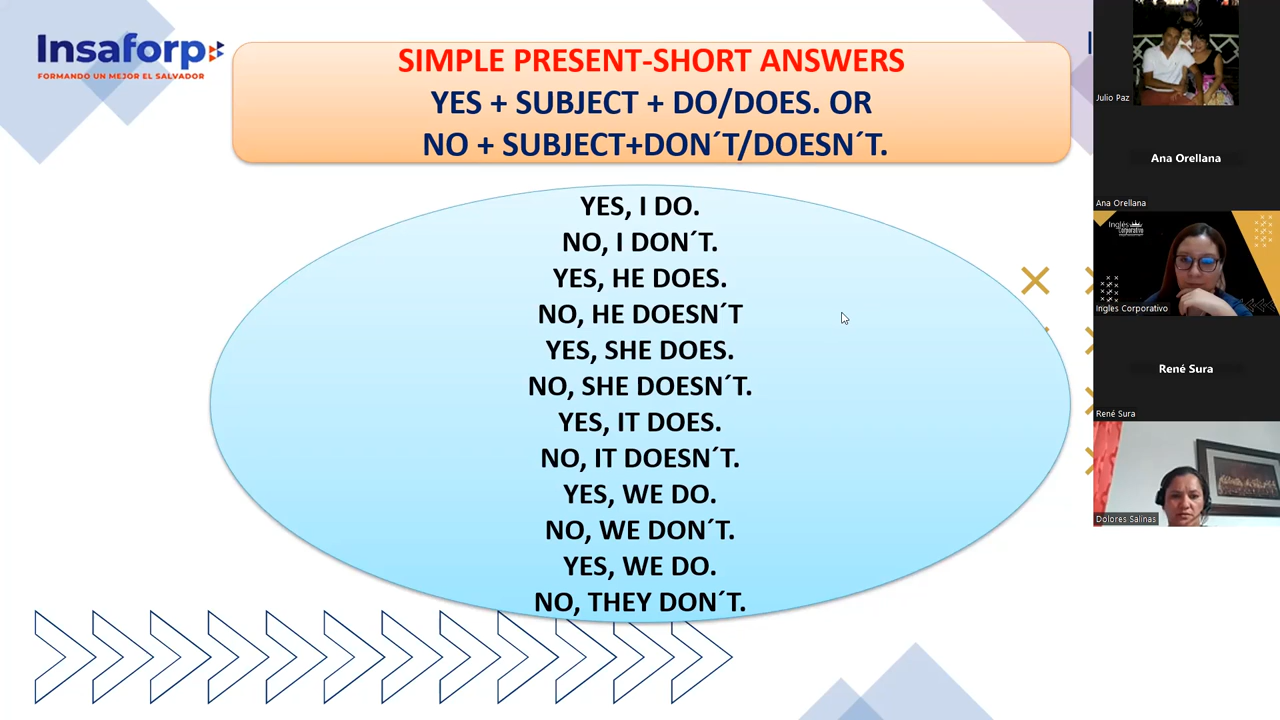 Insaforp
FORMANDO UN MEJOR EL SALVADOR
SIMPLE PRESENT-SHORT ANSWERS
YES + SUBJECT + DO/DOES. OR
NO + SUBJECT+DON´T/DOESN´T.
YES, I DO.
NO, I DON´T.
YES, HE DOES.
NO, HE DOESN´T
YES, SHE DOES.
NO, SHE DOESN´T.
YES, IT DOES.
NO, IT DOESN´T.
YES, WE DO.
NO, WE DON´T.
YES, WE DO.
NO, THEY DON´T.
Julio Paz
Ana Orellana
Ana Orellana
Inglés
Corporativo
Ingles Corporativo
René Sura
René Sura
Dolores Salinas